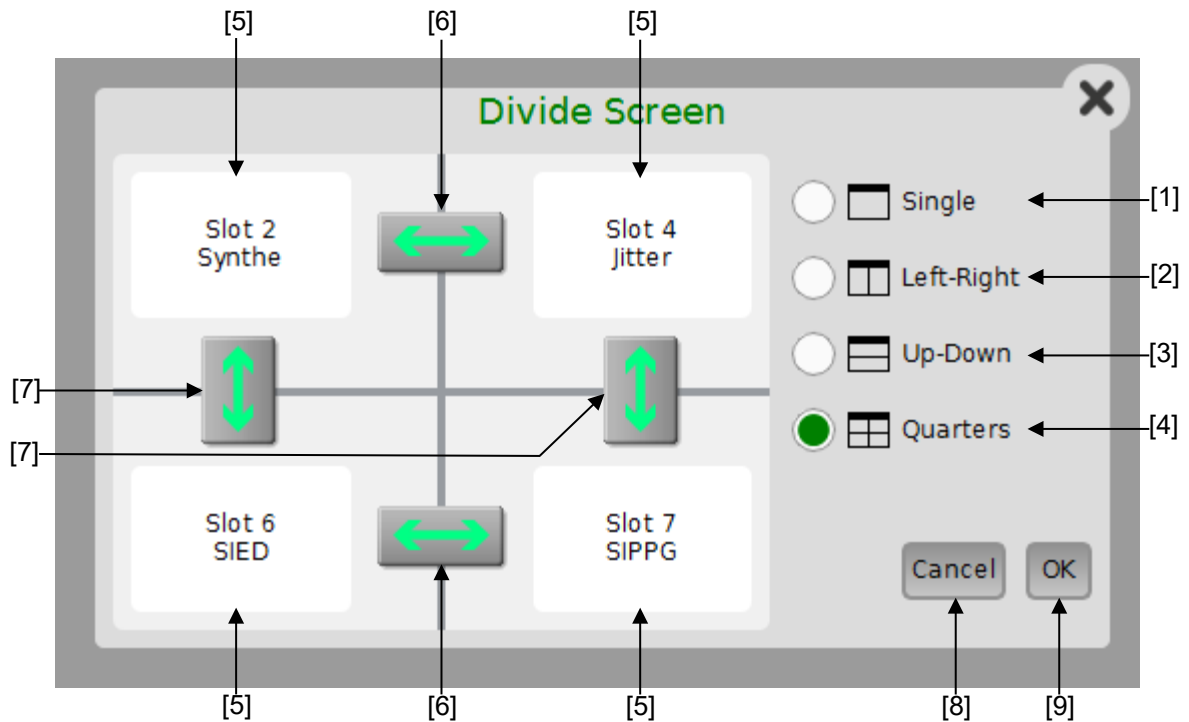 [5] [6] [5]
Divide Screen
Slot 2
Synthe
Slot 4
Jitter
Single [1]
Left-Right [2]
Up-Down [3]
[7]
Quarters [4]
[7]
Slot 6
SIED
Slot 7
SIPPG
Cancel OK
[5] [6] [5] [8] [9]